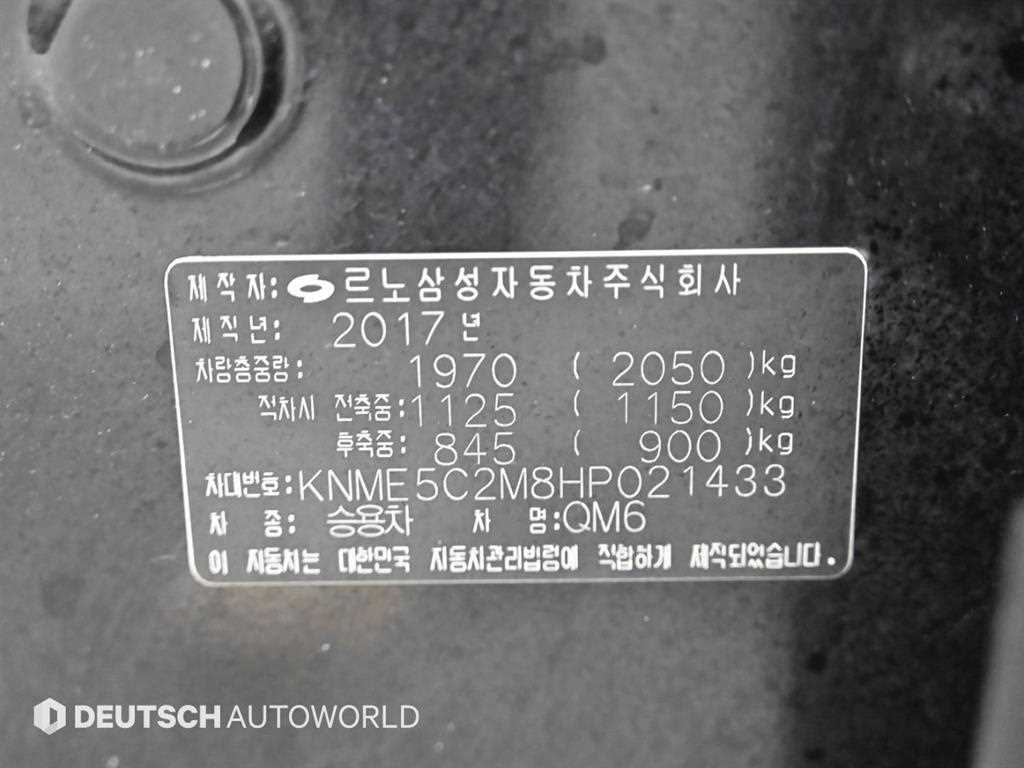 제 작 자: 르노삼성자동차주식회사
제 직 년: 2017 년
차량총중량: 1970 ( 2050 )kg
적차시 전축중: 1125 ( 1150 )kg
후축중: 845 ( 900 )kg
차대번호: KNME5C2M8HP021433
차 종: 승용차 차 명: QM6
이 자동차는 대한민국 자동차관리법령에 적합하게 제작되었습니다.
DEUTSCH AUTOWORLD